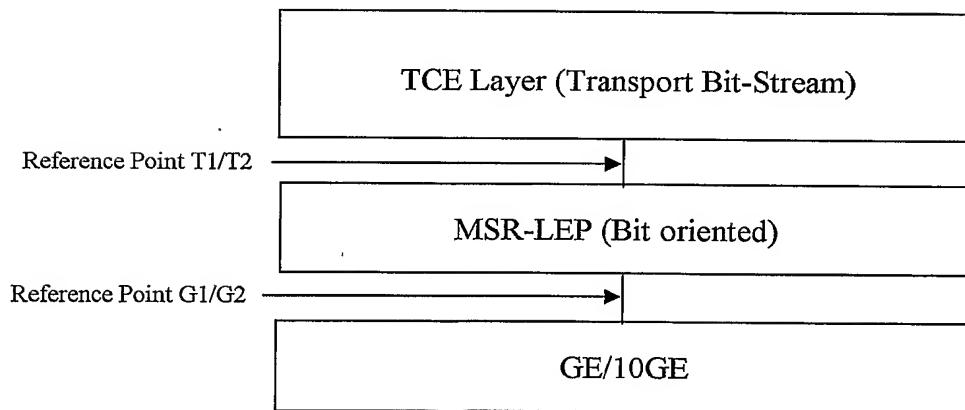 TCE Layer (Transport Bit-Stream)
Reference Point T1/T2
MSR-LEP (Bit oriented)
Reference Point G1/G2
GE/10GE